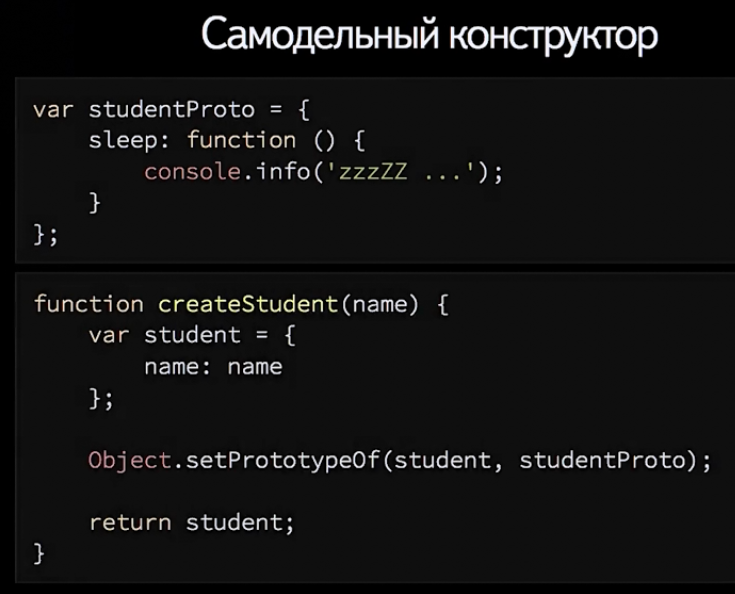 Самодельный конструктор
var studentProto = {
    sleep: function () {
        console.info('zzzZZ ...');
    }
};
function createStudent(name) {
    var student = {
        name: name
    };
    Object.setPrototypeOf(student, studentProto);
    return student;
}